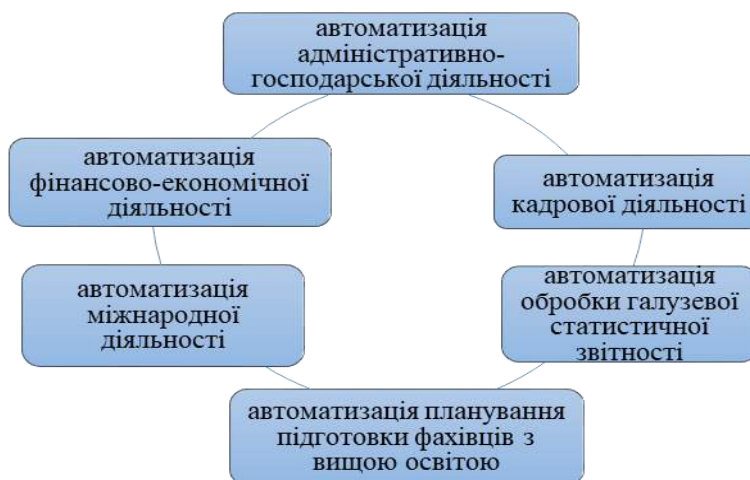 автоматизація
адміністративно-
господарської діяльності
автоматизація
фінансово-економічної
діяльності
автоматизація
кадрової діяльності
автоматизація
міжнародної
діяльності
автоматизація
обробки галузевої
статистичної
звітності
автоматизація планування
підготовки фахівців з
вищою освітою